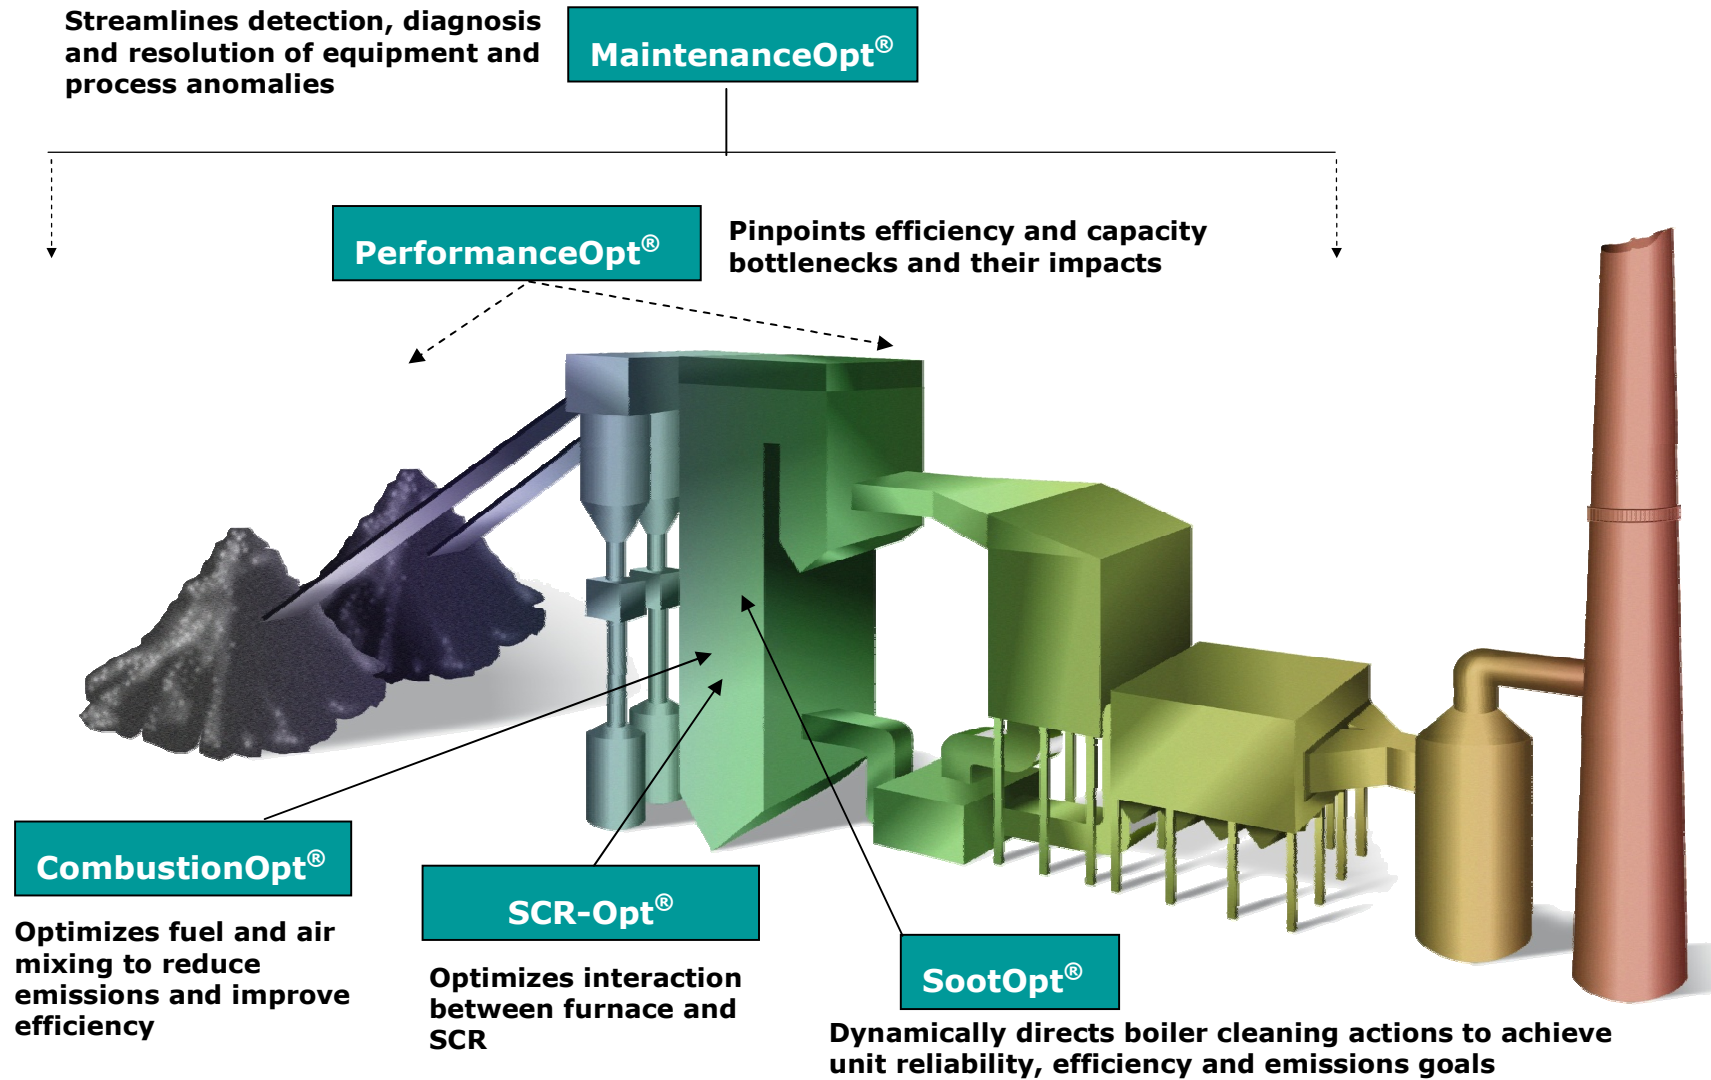 Streamlines detection, diagnosis
and resolution of equipment and
process anomalies
MaintenanceOpt®
PerformanceOpt®
Pinpoints efficiency and capacity
bottlenecks and their impacts
CombustionOpt®
Optimizes fuel and air
mixing to reduce
emissions and improve
efficiency
SCR-Opt®
Optimizes interaction
between furnace and
SCR
SootOpt®
Dynamically directs boiler cleaning actions to achieve
unit reliability, efficiency and emissions goals